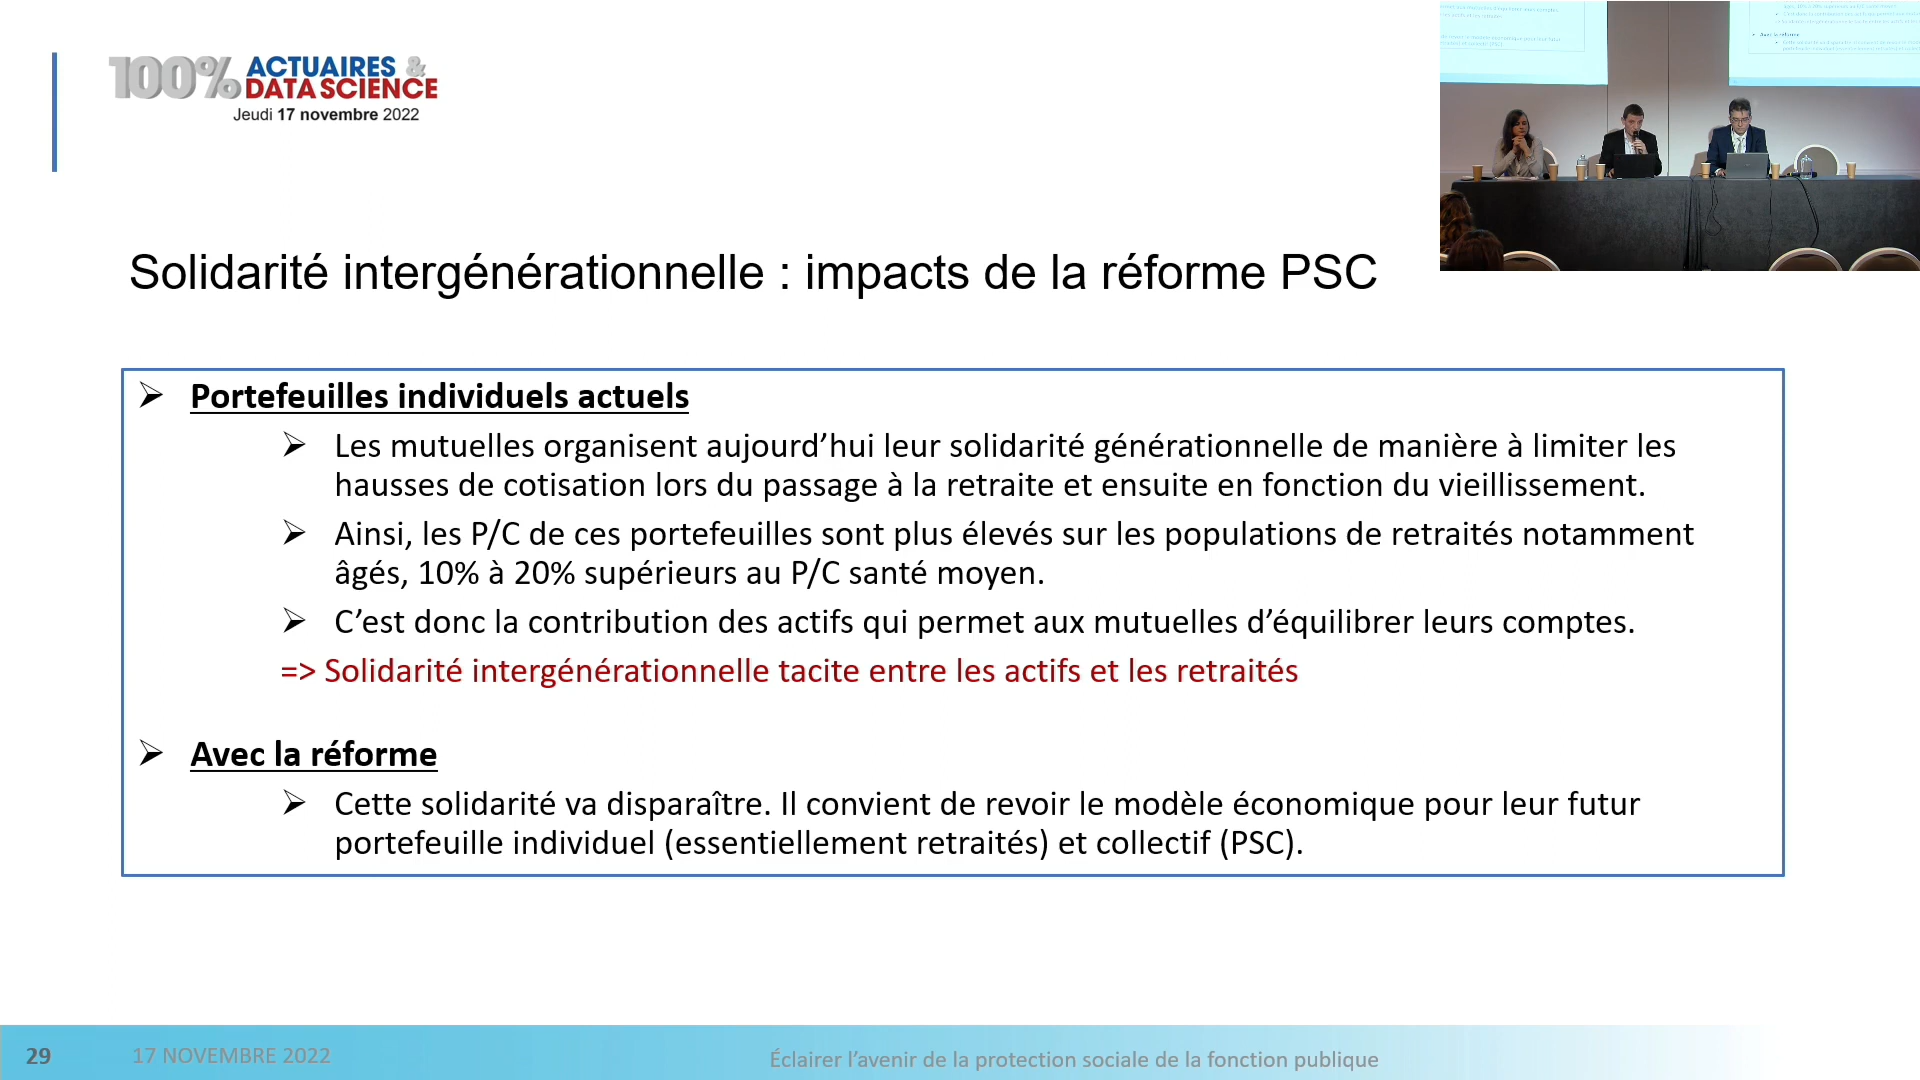 100% ACTUAIRES &
DATA SCIENCE
Jeudi 17 novembre 2022
Solidarité intergénérationnelle : impacts de la réforme PSC
Portefeuilles individuels actuels
Les mutuelles organisent aujourd’hui leur solidarité générationnelle de manière à limiter les
hausses de cotisation lors du passage à la retraite et ensuite en fonction du vieillissement.
Ainsi, les P/C de ces portefeuilles sont plus élevés sur les populations de retraités notamment
âgés, 10% à 20% supérieurs au P/C santé moyen.
C’est donc la contribution des actifs qui permet aux mutuelles d’équilibrer leurs comptes.
=> Solidarité intergénérationnelle tacite entre les actifs et les retraités
Avec la réforme
Cette solidarité va disparaître. Il convient de revoir le modèle économique pour leur futur
portefeuille individuel (essentiellement retraités) et collectif (PSC).
29
17 NOVEMBRE 2022
Éclairer l’avenir de la protection sociale de la fonction publique